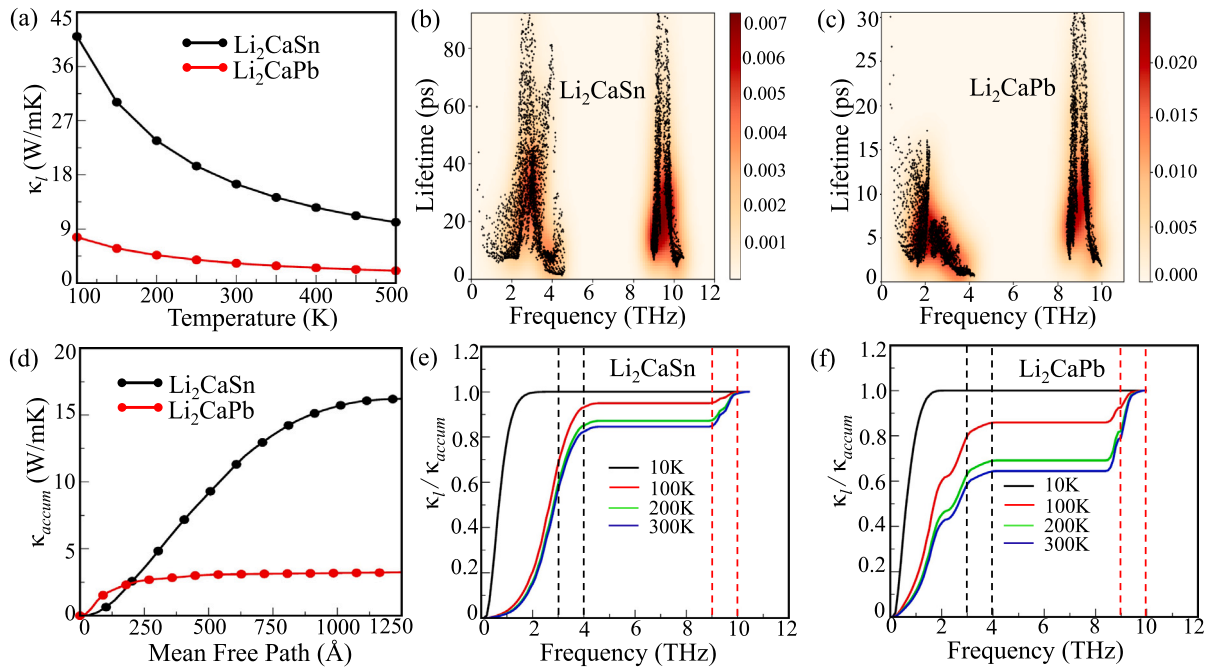 (a)
κl (W/mK)
36
27
18
9
0
Li2CaSn
Li2CaPb
100
200
300
400
500
Temperature (K)
(b)
Lifetime (ps)
80
60
40
20
0
Li2CaSn
0
2
4
6
8
10
12
Frequency (THz)
0.007
0.006
0.005
0.004
0.003
0.002
0.001
(c)
Lifetime (ps)
30
25
20
15
10
5
0
Li2CaPb
0
2
4
6
8
10
12
Frequency (THz)
0.020
0.015
0.010
0.005
0.000
(d)
κaccum (W/mK)
20
15
10
5
0
Li2CaSn
Li2CaPb
0
250
500
750
1000
1250
Mean Free Path (Å)
(e)
κl / κaccum
1.2
1.0
0.8
0.6
0.4
0.2
0
Li2CaSn
10K
100K
200K
300K
0
2
4
6
8
10
12
Frequency (THz)
(f)
κl / κaccum
1.2
1.0
0.8
0.6
0.4
0.2
0
Li2CaPb
10K
100K
200K
300K
0
2
4
6
8
10
12
Frequency (THz)